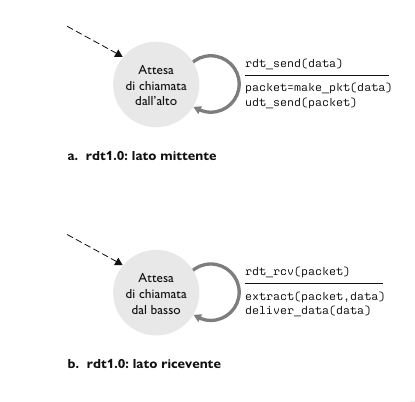 Attesa
di chiamata
dall'alto
rdt_send(data)
packet=make_pkt(data)
udt_send(packet)
a. rdt1.0: lato mittente
Attesa
di chiamata
dal basso
rdt_rcv(packet)
extract(packet,data)
deliver_data(data)
b. rdt1.0: lato ricevente